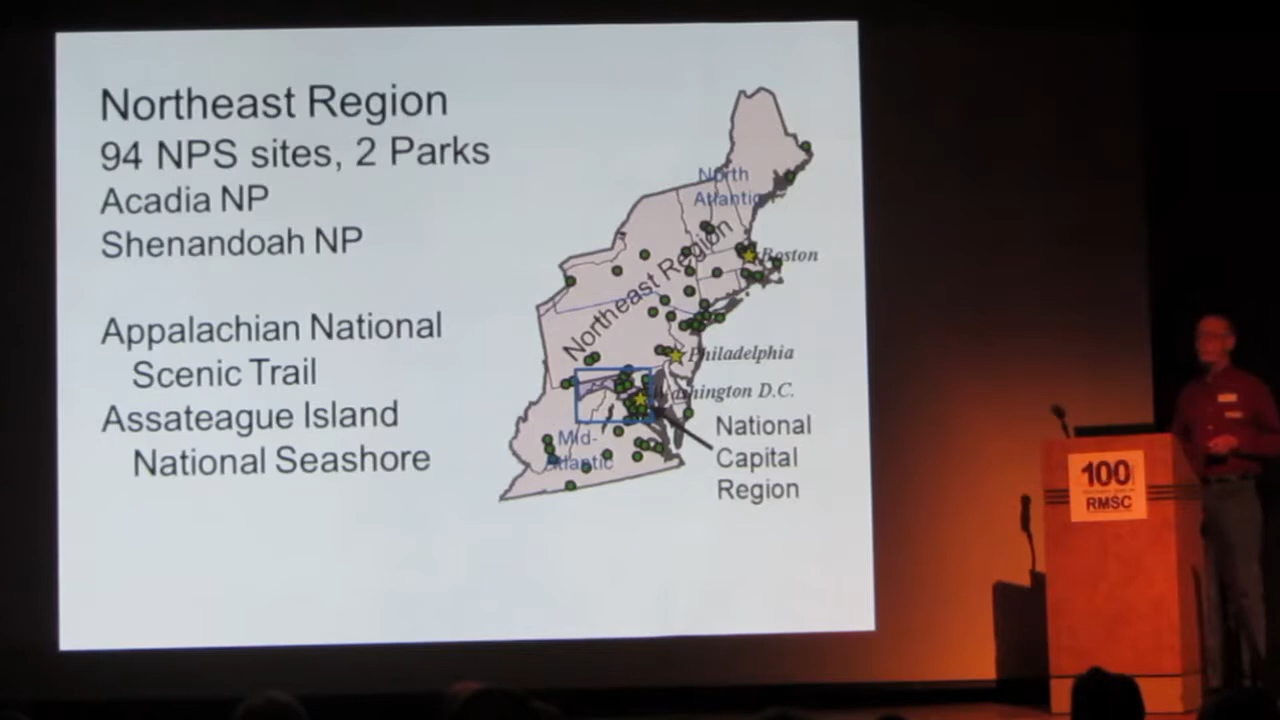 Northeast Region
94 NPS sites, 2 Parks
Acadia NP
Shenandoah NP
Appalachian National
Scenic Trail
Assateague Island
National Seashore
North
Atlantic
Northeast Region
Boston
Philadelphia
Washington D.C.
Mid-
Atlantic
National
Capital
Region
100
RMSC